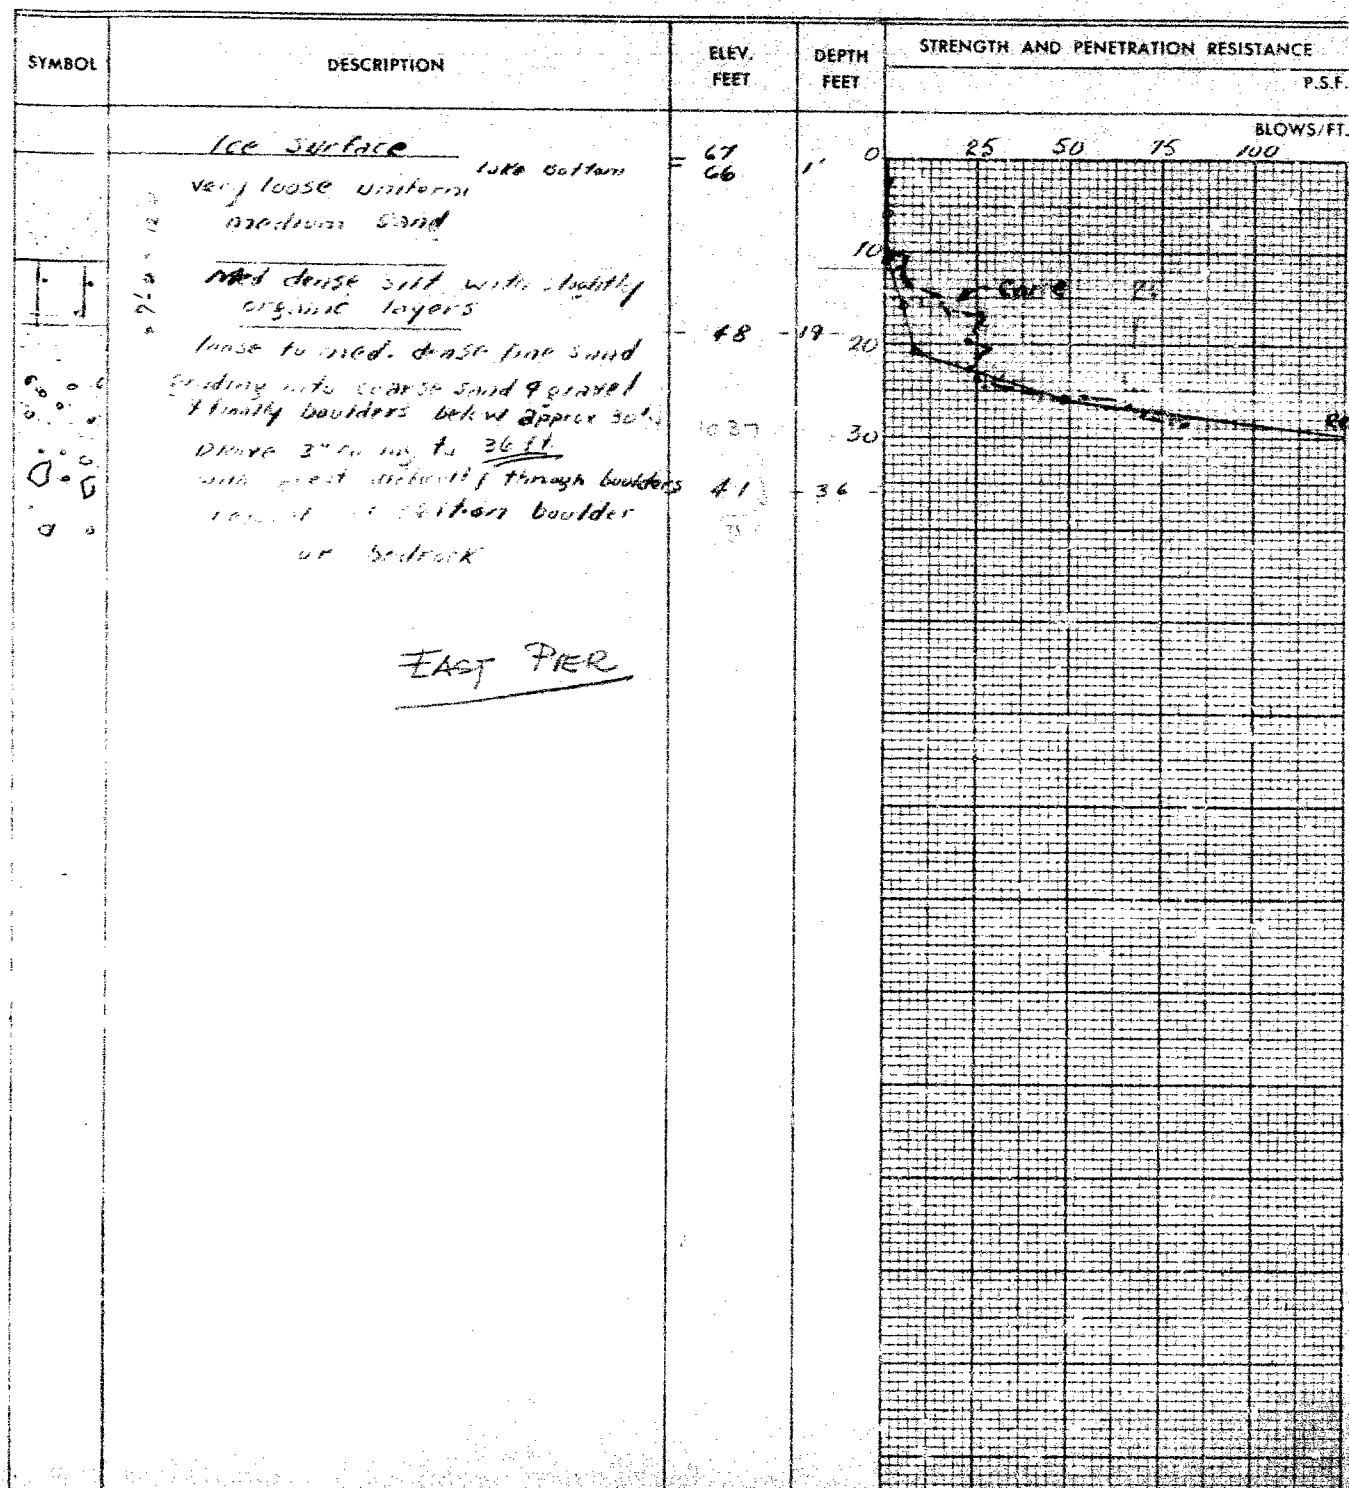 SYMBOL DESCRIPTION ELEV. FEET DEPTH FEET STRENGTH AND PENETRATION RESISTANCE
P.S.F.
BLOWS/FT.
25 50 75 100
Ice Surface 67 0
lake bottom 66 1'
very loose uniform
medium sand
10
Med dense silt with slightly
organic layers
Cone
48 19 20
loose to med. dense fine sand
grading into coarse sand & gravel
& finally boulders below approx 30'
30
Drove 3" casing to 36 ft
with great difficulty through boulders 41 36
boulder
or bedrock
EAST PIER